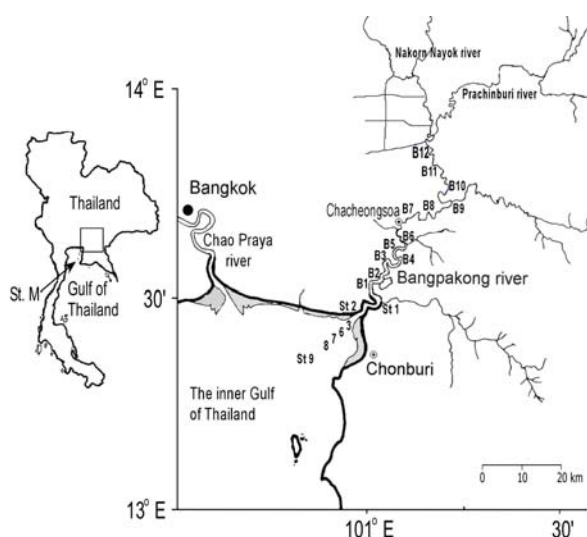 Nakorn Nayok river
14° E
Prachinburi river
B12
B11
Thailand
Bangkok
B10
Chacheongsoa
B7
B8
B9
Chao Praya
river
B6
B5
B3
B4
St. M
B2
Bangpakong river
B1
Gulf of
Thailand
30'
St 2
St 1
3
6
7
8
St 9
Chonburi
The inner Gulf
of Thailand
0
10
20 km
13° E
101° E
30'